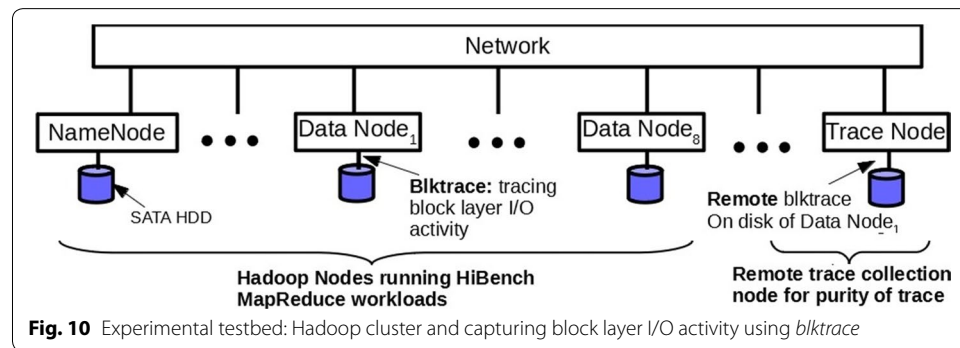 Network
NameNode
Data Node1
Data Node8
Trace Node
SATA HDD
Blktrace: tracing
block layer I/O
activity
Remote blktrace
On disk of Data Node1
Hadoop Nodes running HiBench
MapReduce workloads
Remote trace collection
node for purity of trace
Fig. 10 Experimental testbed: Hadoop cluster and capturing block layer I/O activity using blktrace